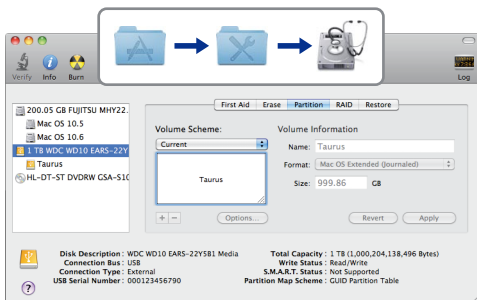 Verify Info Burn Log
First Aid Erase Partition RAID Restore
200.05 GB FUJITSU MHY22.
Mac OS 10.5
Mac OS 10.6
1 TB WDC WD10 EARS-22Y
Taurus
HL-DT-ST DVDRW GSA-S10
Volume Scheme:
Current
Taurus
Options...
Volume Information
Name: Taurus
Format: Mac OS Extended (Journaled)
Size: 999.86 GB
Revert Apply
Disk Description : WDC WD10 EARS-22Y5B1 Media
Connection Bus : USB
Connection Type : External
USB Serial Number : 000123456790
Total Capacity : 1 TB (1,000,204,138,496 Bytes)
Write Status : Read/Write
S.M.A.R.T. Status : Not Supported
Partition Map Scheme : GUID Partition Table